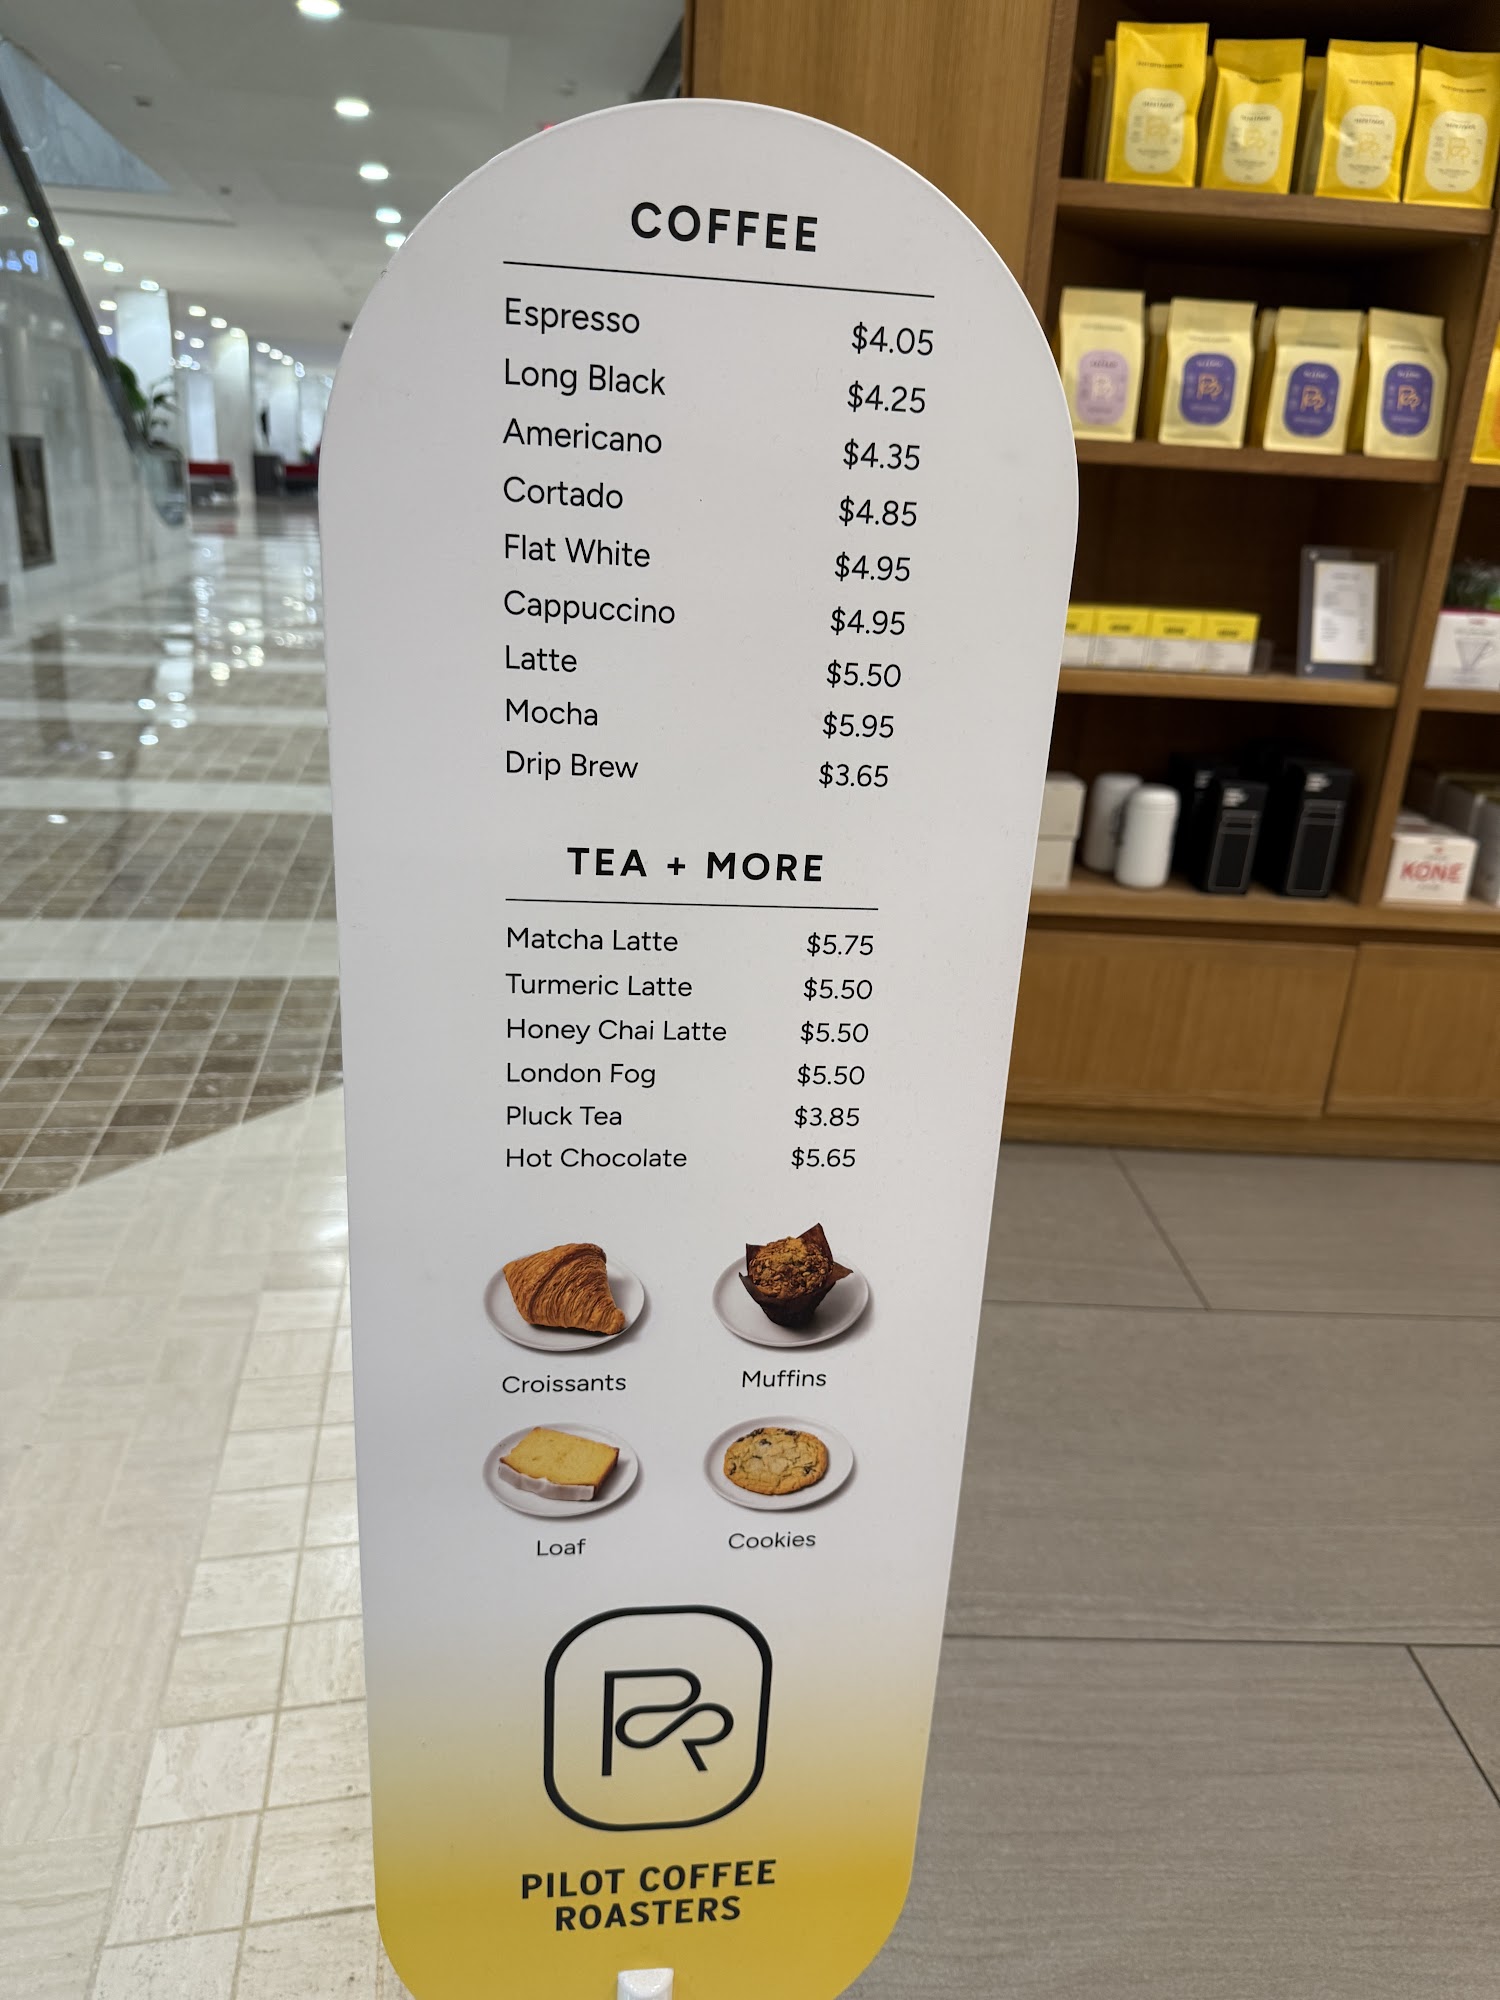 COFFEE
Espresso $4.05
Long Black $4.25
Americano $4.35
Cortado $4.85
Flat White $4.95
Cappuccino $4.95
Latte $5.50
Mocha $5.95
Drip Brew $3.65
TEA + MORE
Matcha Latte $5.75
Turmeric Latte $5.50
Honey Chai Latte $5.50
London Fog $5.50
Pluck Tea $3.85
Hot Chocolate $5.65
Croissants Muffins
Loaf Cookies
PILOT COFFEE
ROASTERS
KONE